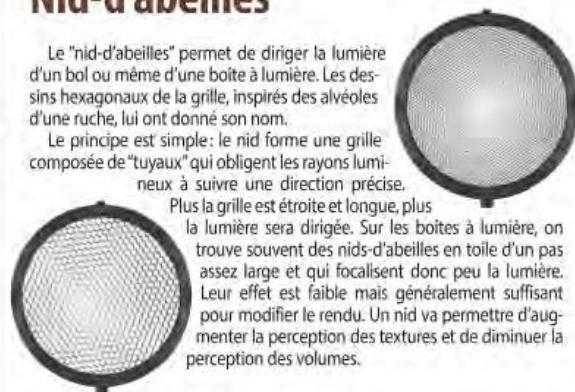 Nid-d'abeilles
Le "nid-d'abeilles" permet de diriger la lumière
d'un bol ou même d'une boîte à lumière. Les des-
sins hexagonaux de la grille, inspirés des alvéoles
d'une ruche, lui ont donné son nom.
Le principe est simple: le nid forme une grille
composée de "tuyaux" qui obligent les rayons lumi-
neux à suivre une direction précise.
Plus la grille est étroite et longue, plus
la lumière sera dirigée. Sur les boîtes à lumière, on
trouve souvent des nids-d'abeilles en toile d'un pas
assez large et qui focalisent donc peu la lumière.
Leur effet est faible mais généralement suffisant
pour modifier le rendu. Un nid va permettre d'aug-
menter la perception des textures et de diminuer la
perception des volumes.